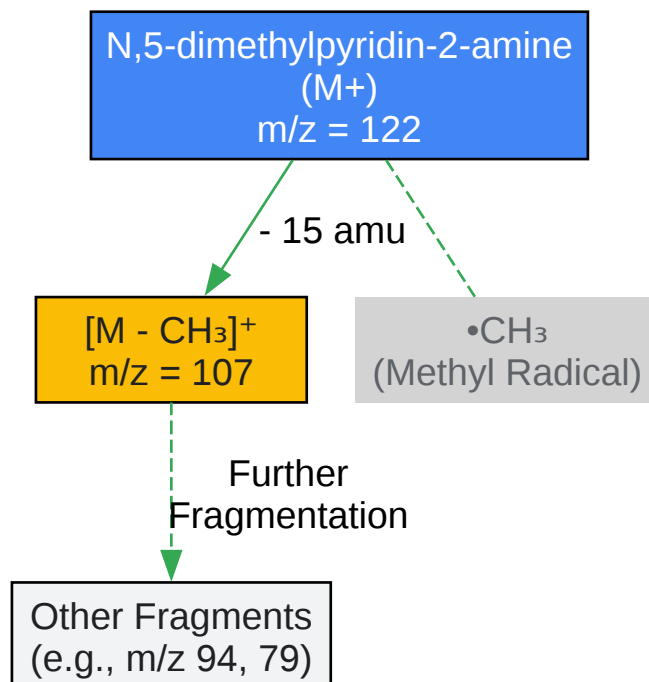 N,5-dimethylpyridin-2-amine
(M+)
m/z = 122
- 15 amu
[M - CH₃]⁺
m/z = 107
•CH₃
(Methyl Radical)
Further
Fragmentation
Other Fragments
(e.g., m/z 94, 79)